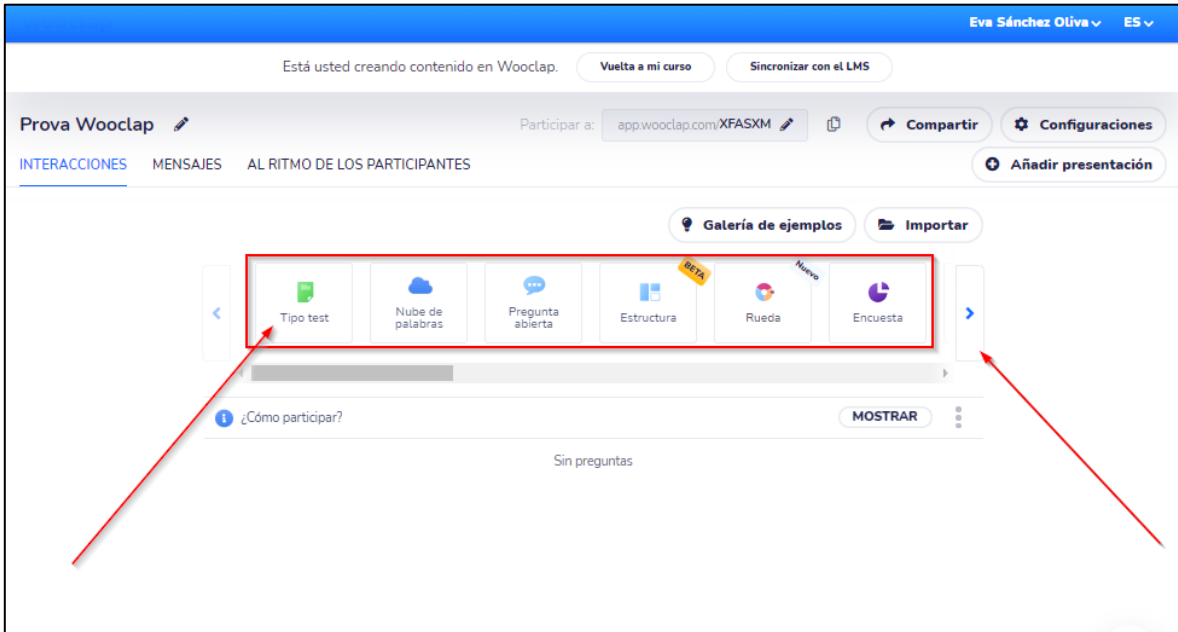 Eva Sánchez Oliva ES
Está usted creando contenido en Wooclap. Vuelta a mi curso Sincronizar con el LMS
Prova Wooclap Participar a: app.wooclap.com/XFASXM Compartir Configuraciones
INTERACCIONES MENSAJES AL RITMO DE LOS PARTICIPANTES Añadir presentación
Galería de ejemplos Importar
BETA Nuevo
Tipo test Nube de palabras Pregunta abierta Estructura Rueda Encuesta
¿Cómo participar? MOSTRAR
Sin preguntas